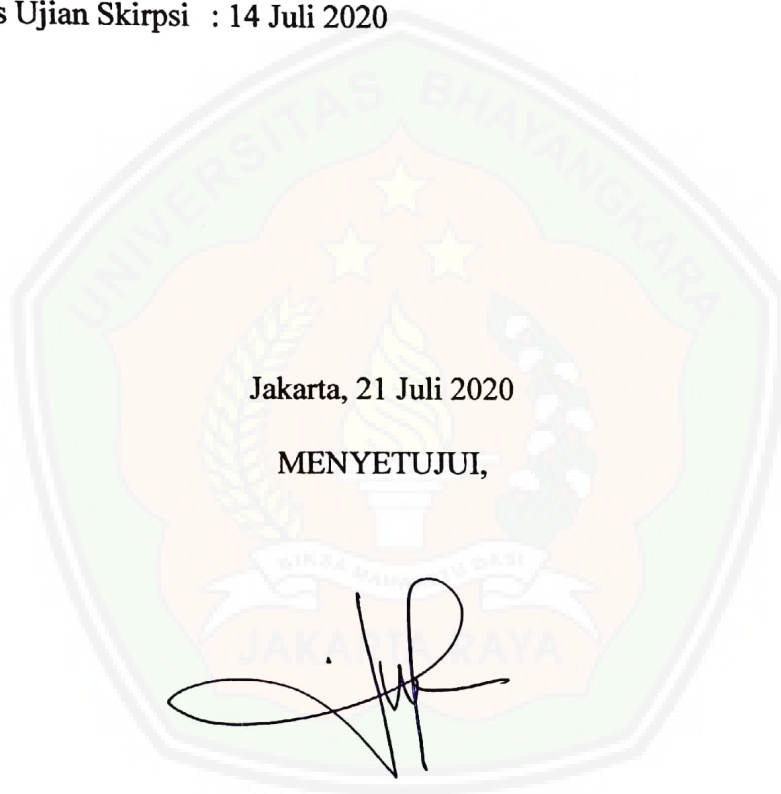 s Ujian Skirpsi : 14 Juli 2020
UNIVERSITAS BHAYANGKARA
Jakarta, 21 Juli 2020
MENYETUJUI,
JAKARTA RAYA